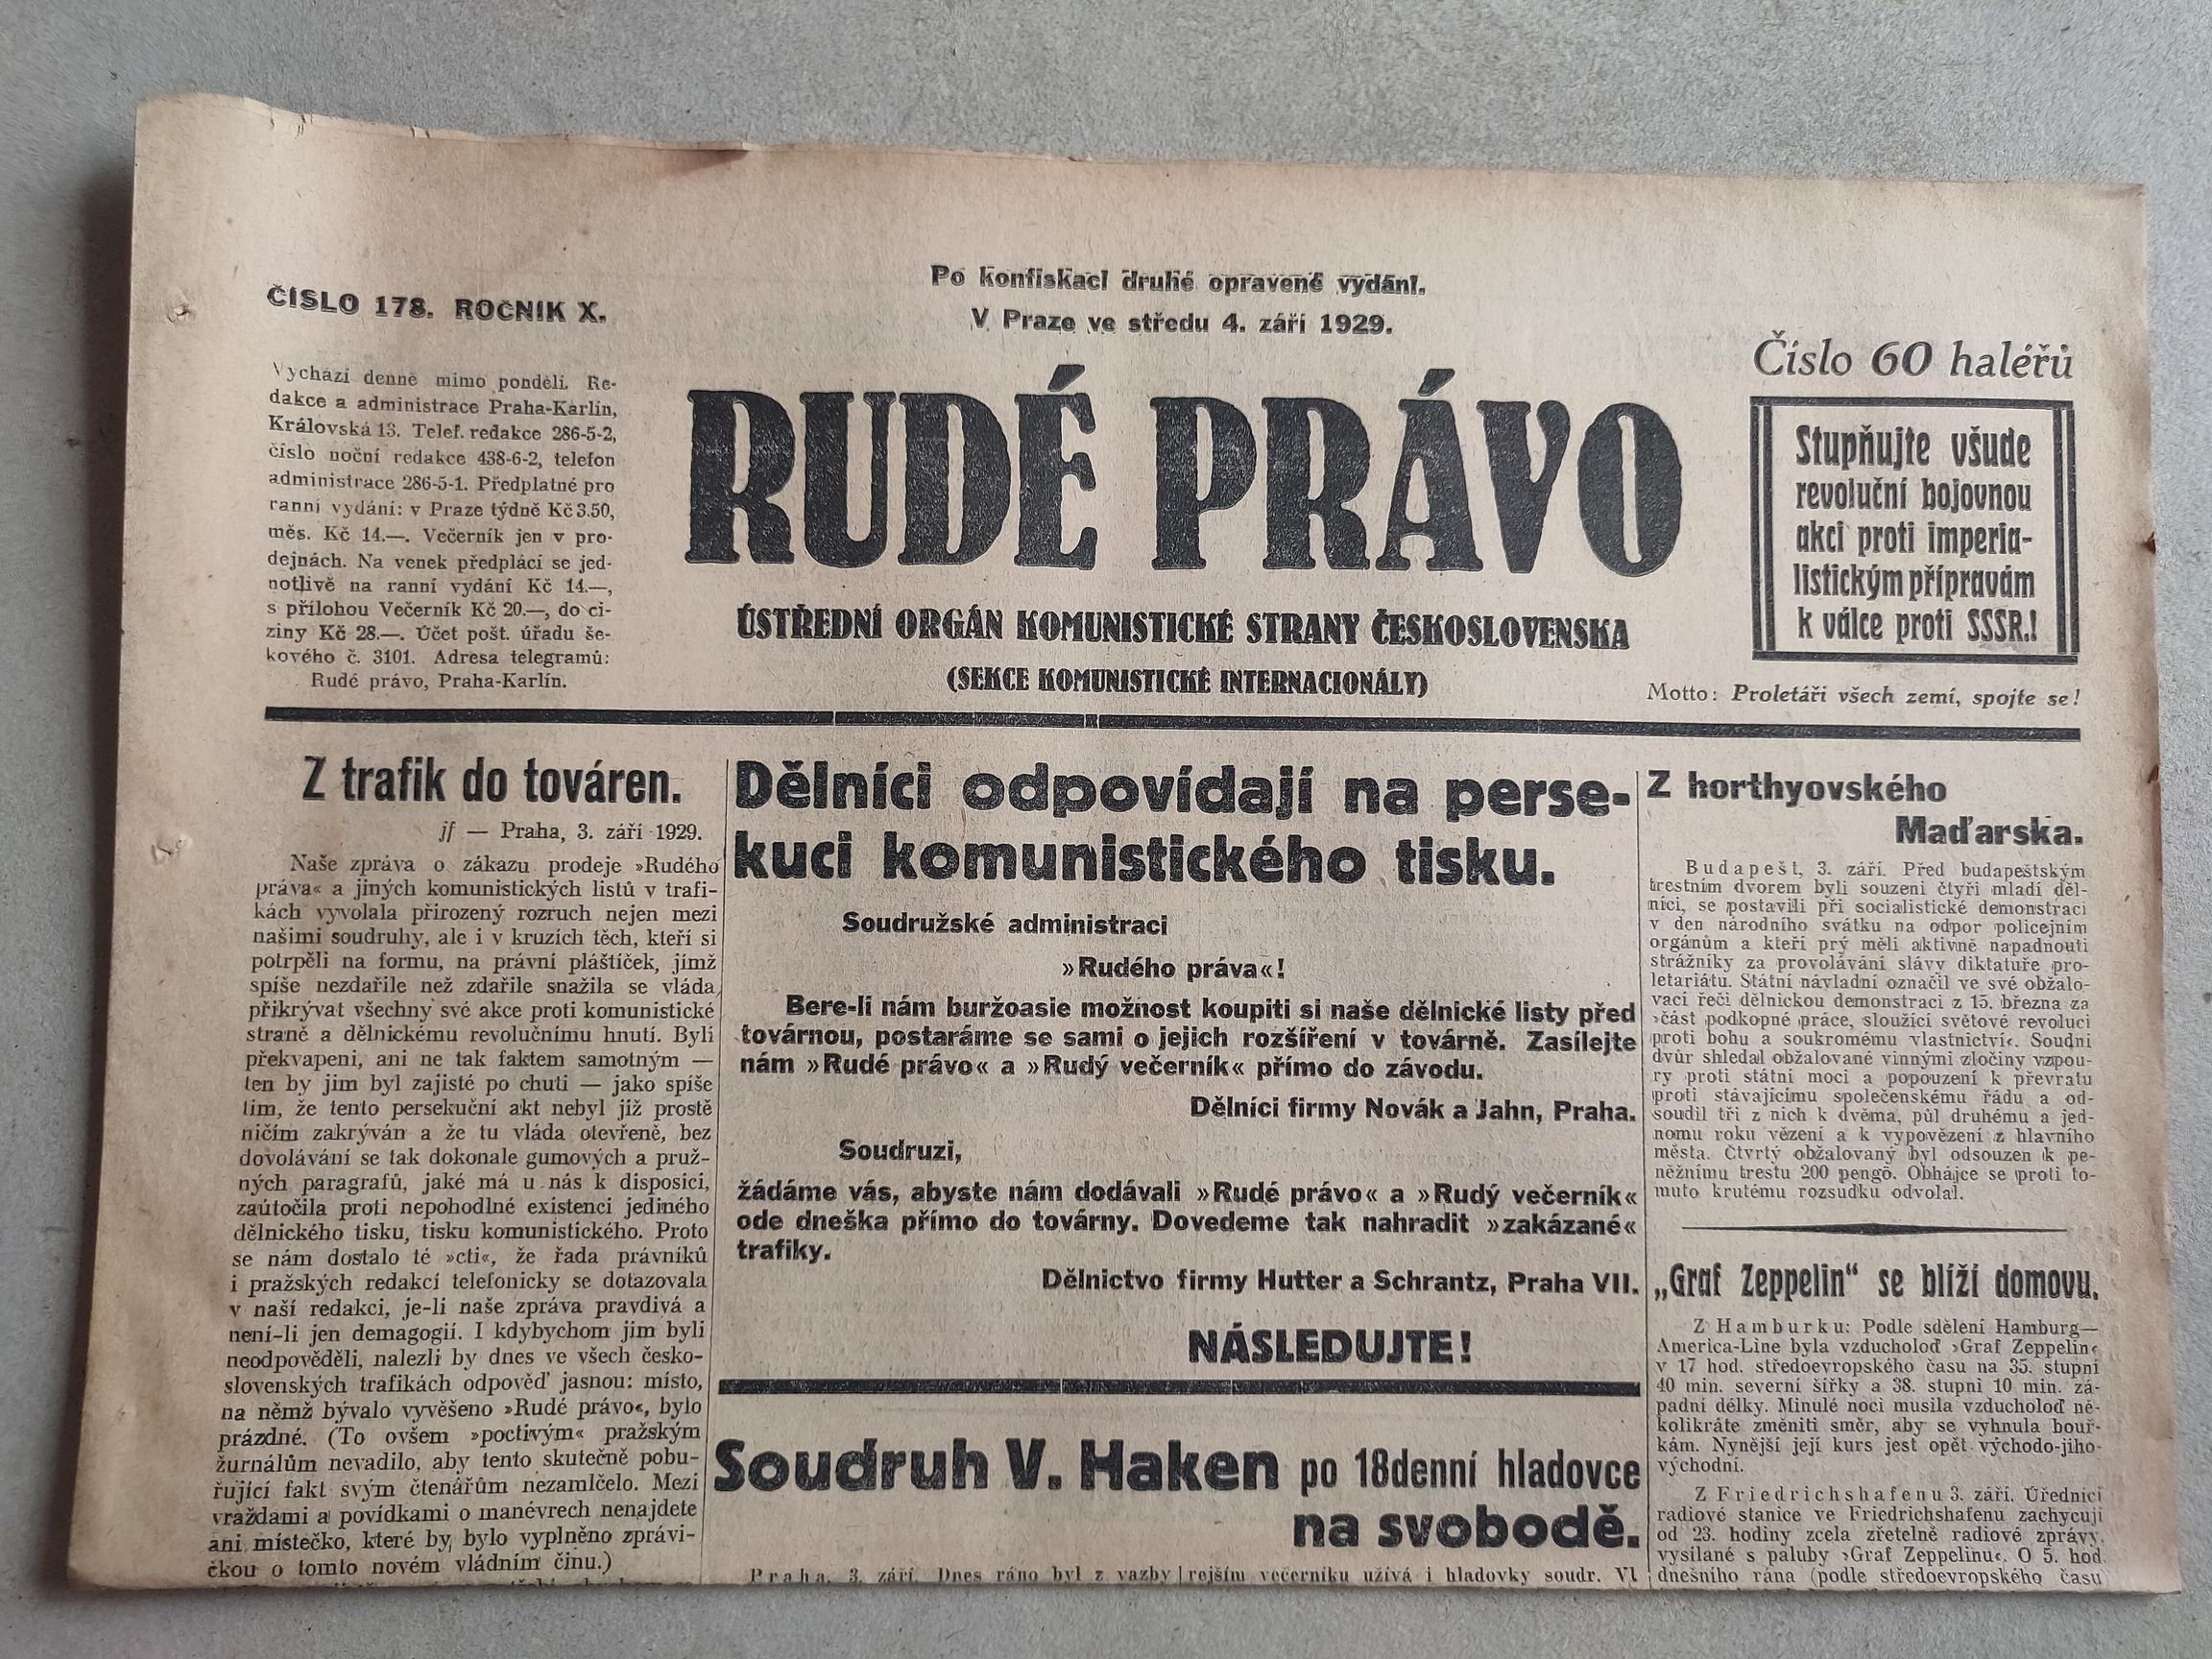 ČÍSLO 178. ROČNÍK X.
Po konfiskaci druhé opravené vydání.
V Praze ve středu 4. září 1929.
Vychází denně mimo pondělí. Re-
dakce a administrace Praha-Karlín,
Královská 13. Telef. redakce 286-5-2,
číslo noční redakce 438-6-2, telefon
administrace 286-5-1. Předplatné pro
ranní vydání: v Praze týdně Kč 3.50,
měs. Kč 14.—. Večerník jen v pro-
dejnách. Na venek předplácí se jed-
notlivě na ranní vydání Kč 14.—,
s přílohou Večerník Kč 20.—, do ci-
ziny Kč 28.—. Účet pošt. úřadu še-
kového č. 3101. Adresa telegramů:
Rudé právo, Praha-Karlín.
RUDÉ PRÁVO
ÚSTŘEDNÍ ORGÁN KOMUNISTICKÉ STRANY ČESKOSLOVENSKA
(SEKCE KOMUNISTICKÉ INTERNACIONÁLY)
Číslo 60 haléřů
Stupňujte všude
revoluční bojovnou
akci proti imperia-
listickým přípravám
k válce proti SSSR.!
Motto: Proletáři všech zemí, spojte se!
Z trafik do továren.
jf — Praha, 3. září 1929.
Naše zpráva o zákazu prodeje »Rudého
práva« a jiných komunistických listů v trafi-
kách vyvolala přirozený rozruch nejen mezi
našimi soudruhy, ale i v kruzích těch, kteří si
potrpěli na formu, na právní pláštíček, jímž
spíše nezdařile než zdařile snažila se vláda
přikrývat všechny své akce proti komunistické
straně a dělnickému revolučnímu hnutí. Byli
překvapeni, ani ne tak faktem samotným —
ten by jim byl zajisté po chuti — jako spíše
tím, že tento persekuční akt nebyl již prostě
ničím zakrýván a že tu vláda otevřeně, bez
dovolávání se tak dokonale gumových a pruž-
ných paragrafů, jaké má u nás k disposici,
zaútočila proti nepohodlné existenci jediného
dělnického tisku, tisku komunistického. Proto
se nám dostalo té »cti«, že řada právníků
i pražských redakcí telefonicky se dotazovala
v naší redakci, je-li naše zpráva pravdivá a
není-li jen demagogií. I kdybychom jim byli
neodpověděli, nalezli by dnes ve všech česko-
slovenských trafikách odpověď jasnou: místo,
na němž bývalo vyvěšeno »Rudé právo«, bylo
prázdné. (To ovšem »poctivým« pražským
žurnálům nevadilo, aby tento skutečně pobu-
řující fakt svým čtenářům nezamlčelo. Mezi
vraždami a povídkami o manévrech nenajdete
ani místečko, které by bylo vyplněno zprávi-
čkou o tomto novém vládním činu.)
Dělníci odpovídají na perse-
kuci komunistického tisku.
Soudružské administraci
»Rudého práva«!
Bere-li nám buržoasie možnost koupiti si naše dělnické listy před
továrnou, postaráme se sami o jejich rozšíření v továrně. Zasílejte
nám »Rudé právo« a »Rudý večerník« přímo do závodu.
Dělníci firmy Novák a Jahn, Praha.
Soudruzi,
žádáme vás, abyste nám dodávali »Rudé právo« a »Rudý večerník«
ode dneška přímo do továrny. Dovedeme tak nahradit »zakázané«
trafiky.
Dělnictvo firmy Hutter a Schrantz, Praha VII.
NÁSLEDUJTE!
Soudruh V. Haken po 18denní hladovce
na svobodě.
Praha, 3. září. Dnes ráno byl z vazby
rejším večerníku užívá i hladovky soudr. Vl
Z horthyovského
Maďarska.
Budapešt, 3. září. Před budapeštským
trestním dvorem byli souzeni čtyři mladí děl-
níci, se postavili při socialistické demonstraci
v den národního svátku na odpor policejním
orgánům a kteří prý měli aktivně napadnouti
strážníky za provolávání slávy diktatuře pro-
letariátu. Státní návladní označil ve své obžalo-
vací řeči dělnickou demonstraci z 15. března za
»část podkopné práce, sloužící světové revoluci
proti bohu a soukromému vlastnictví«. Soudní
dvůr shledal obžalované vinnými zločiny vzpou-
ry proti státní moci a popouzení k převratu
proti stávajícímu společenskému řádu a od-
soudil tři z nich k dvěma, půl druhému a jed-
nomu roku vězení a k vypovězení z hlavního
města. Čtvrtý obžalovaný byl odsouzen k pe-
něžnímu trestu 200 pengö. Obhájce se proti to-
muto krutému rozsudku odvolal.
„Graf Zeppelin“ se blíží domovu.
Z Hamburku: Podle sdělení Hamburg—
America-Line byla vzducholoď »Graf Zeppelin«
v 17 hod. středoevropského času na 35. stupni
40 min. severní šířky a 38. stupni 10 min. zá-
padní délky. Minulé noci musila vzducholoď ně-
kolikráte změniti směr, aby se vyhnula bouř-
kám. Nynější její kurs jest opět východo-jiho-
východní.
Z Friedrichshafenu 3. září. Úředníci
radiové stanice ve Friedrichshafenu zachycují
od 23. hodiny zcela zřetelně radiové zprávy,
vysílané s paluby »Graf Zeppelinu«. O 5. hod.
dnešního rána (podle středoevropského času